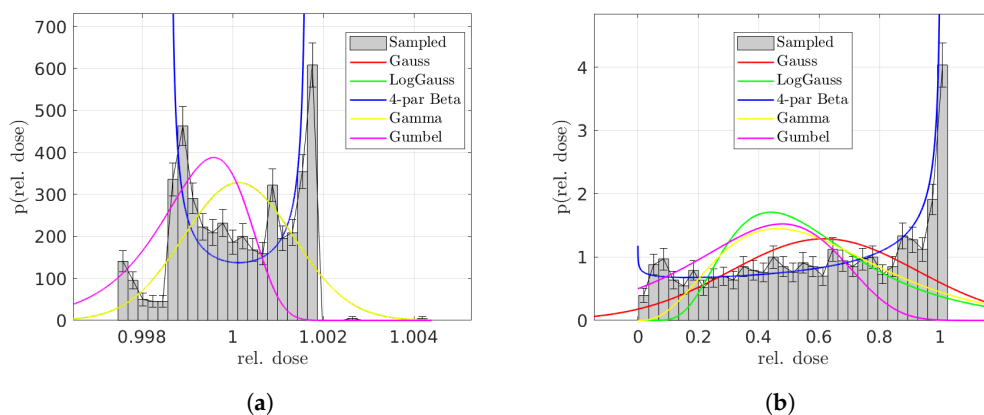 700
600
500
400
300
200
100
0
p(rel. dose)
0.998
1
1.002
1.004
rel. dose
Sampled
Gauss
LogGauss
4-par Beta
Gamma
Gumbel
(a)
4
3
2
1
0
p(rel. dose)
0
0.2
0.4
0.6
0.8
1
rel. dose
Sampled
Gauss
LogGauss
4-par Beta
Gamma
Gumbel
(b)